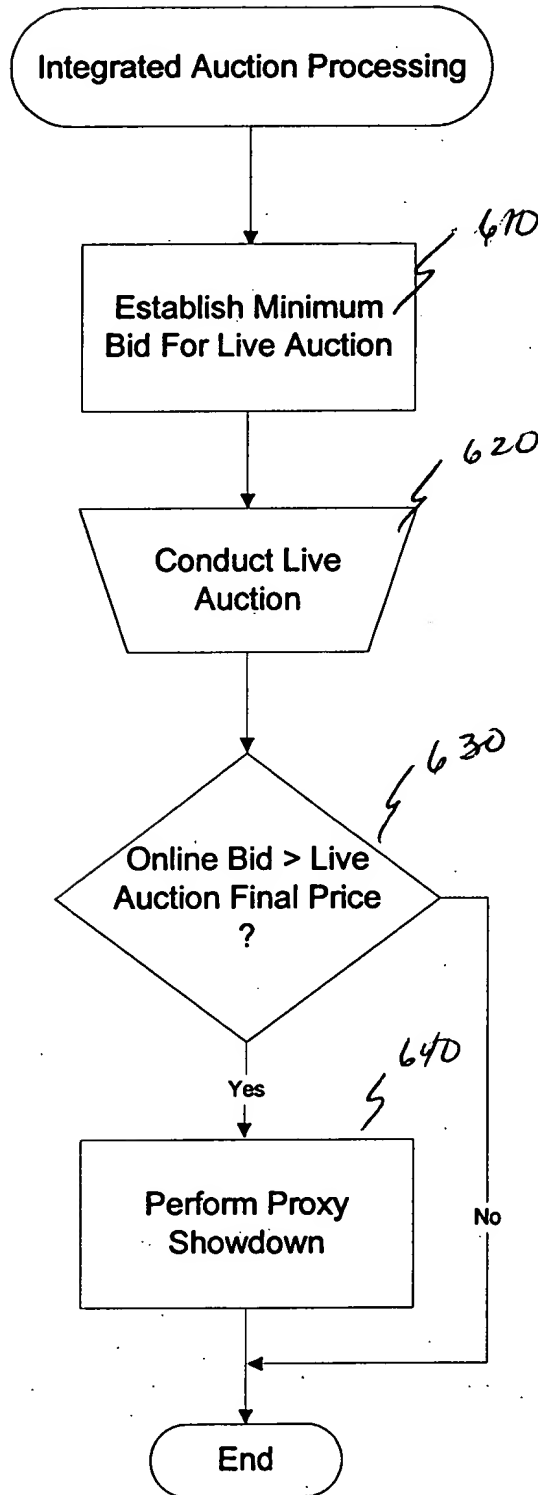 Integrated Auction Processing
610
Establish Minimum
Bid For Live Auction
620
Conduct Live
Auction
630
Online Bid > Live
Auction Final Price
?
640
Yes
Perform Proxy
Showdown
No
End